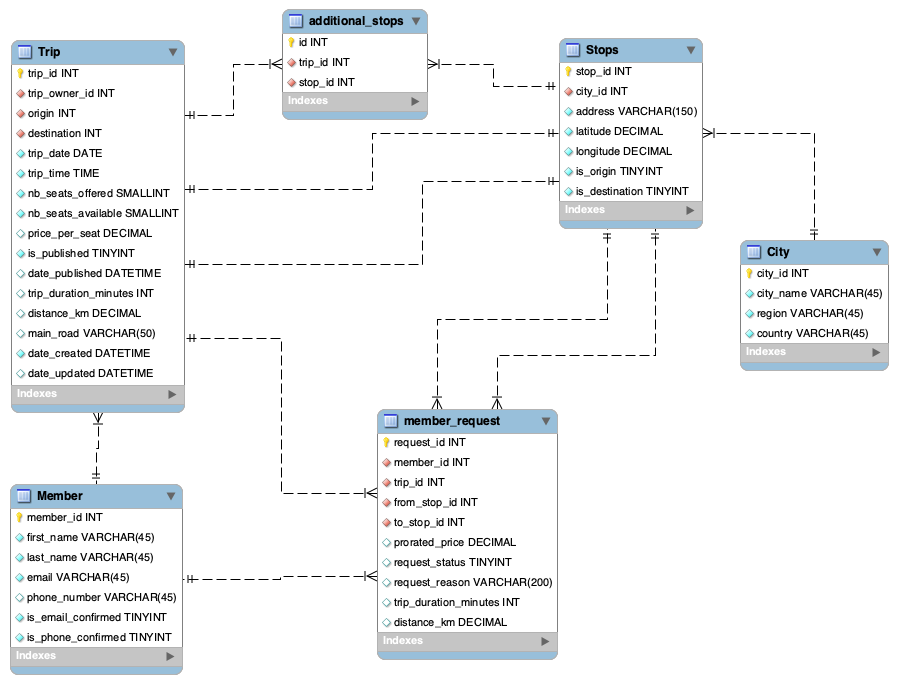 additional_stops
id INT
trip_id INT
stop_id INT
Indexes
Trip
trip_id INT
trip_owner_id INT
origin INT
destination INT
trip_date DATE
trip_time TIME
nb_seats_offered SMALLINT
nb_seats_available SMALLINT
price_per_seat DECIMAL
is_published TINYINT
date_published DATETIME
trip_duration_minutes INT
distance_km DECIMAL
main_road VARCHAR(50)
date_created DATETIME
date_updated DATETIME
Indexes
Stops
stop_id INT
city_id INT
address VARCHAR(150)
latitude DECIMAL
longitude DECIMAL
is_origin TINYINT
is_destination TINYINT
Indexes
City
city_id INT
city_name VARCHAR(45)
region VARCHAR(45)
country VARCHAR(45)
Indexes
member_request
request_id INT
member_id INT
trip_id INT
from_stop_id INT
to_stop_id INT
prorated_price DECIMAL
request_status TINYINT
request_reason VARCHAR(200)
trip_duration_minutes INT
distance_km DECIMAL
Indexes
Member
member_id INT
first_name VARCHAR(45)
last_name VARCHAR(45)
email VARCHAR(45)
phone_number VARCHAR(45)
is_email_confirmed TINYINT
is_phone_confirmed TINYINT
Indexes